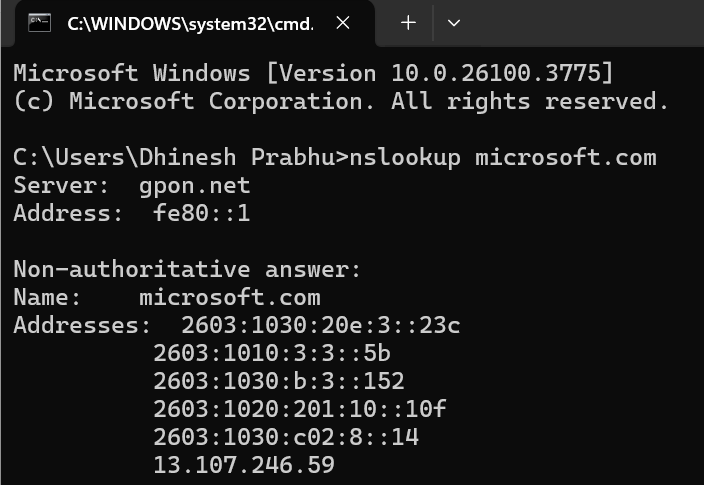 C:\WINDOWS\system32\cmd.
Microsoft Windows [Version 10.0.26100.3775]
(c) Microsoft Corporation. All rights reserved.
C:\Users\Dhinesh Prabhu>nslookup microsoft.com
Server:  gpon.net
Address:  fe80::1
Non-authoritative answer:
Name:    microsoft.com
Addresses:  2603:1030:20e:3::23c
2603:1010:3:3::5b
2603:1030:b:3::152
2603:1020:201:10::10f
2603:1030:c02:8::14
13.107.246.59